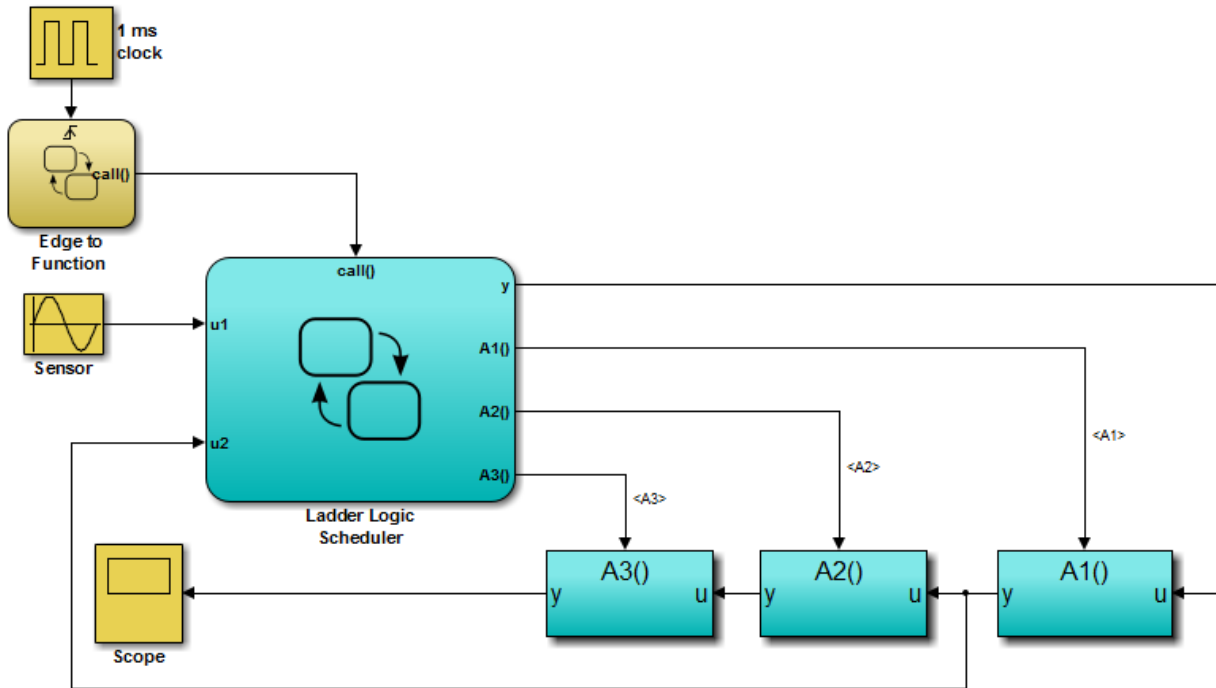 1 ms
clock
call()
Edge to
Function
call()
y
u1
Sensor
A1()
A2()
u2
<A1>
<A2>
A3()
<A3>
Ladder Logic
Scheduler
A3()
y
u
A2()
y
u
A1()
y
u
Scope